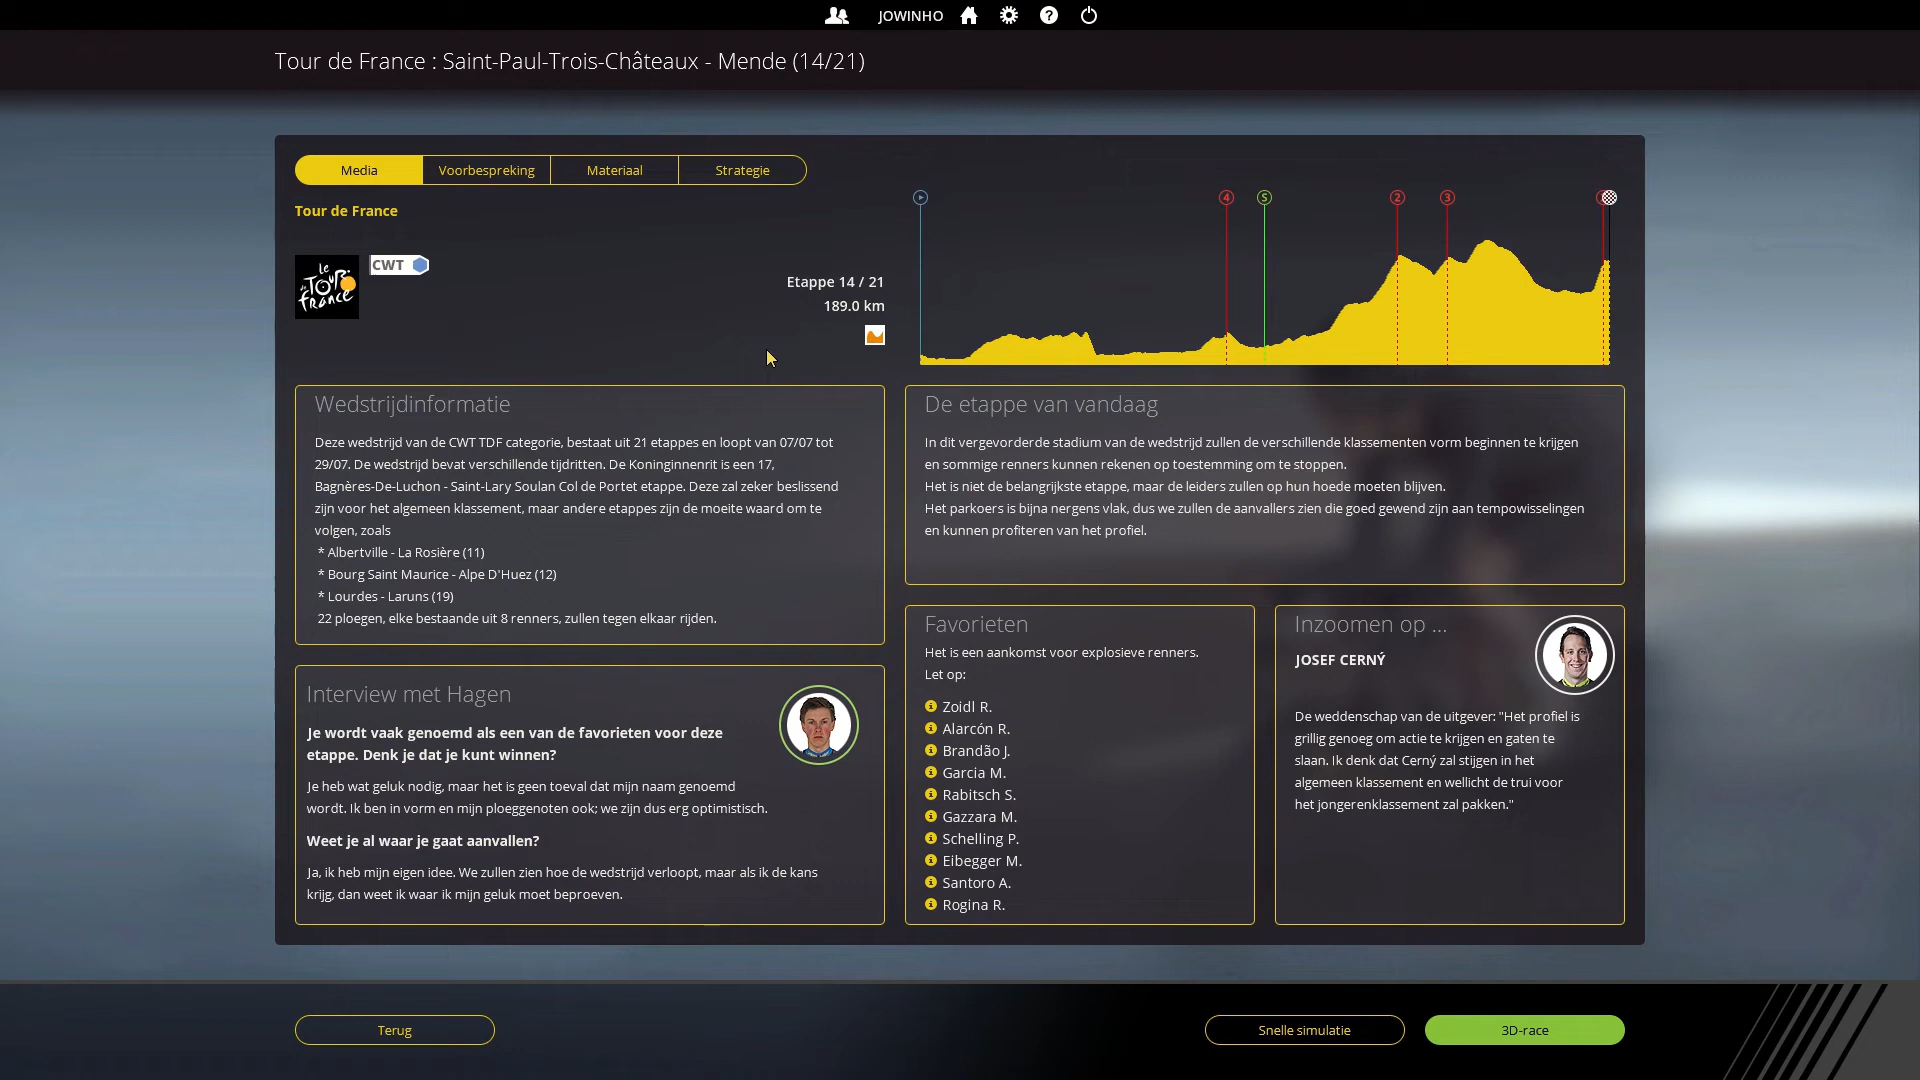 JOWINHO
Tour de France : Saint-Paul-Trois-Châteaux - Mende (14/21)
Media
Voorbespreking
Materiaal
Strategie
Tour de France
le
TOUR
de
france
CWT
Etappe 14 / 21
189.0 km
4
S
2
3
Wedstrijdinformatie
Deze wedstrijd van de CWT TDF categorie, bestaat uit 21 etappes en loopt van 07/07 tot
29/07. De wedstrijd bevat verschillende tijdritten. De Koninginnenrit is een 17,
Bagnères-De-Luchon - Saint-Lary Soulan Col de Portet etappe. Deze zal zeker beslissend
zijn voor het algemeen klassement, maar andere etappes zijn de moeite waard om te
volgen, zoals
* Albertville - La Rosière (11)
* Bourg Saint Maurice - Alpe D'Huez (12)
* Lourdes - Laruns (19)
22 ploegen, elke bestaande uit 8 renners, zullen tegen elkaar rijden.
De etappe van vandaag
In dit vergevorderde stadium van de wedstrijd zullen de verschillende klassementen vorm beginnen te krijgen
en sommige renners kunnen rekenen op toestemming om te stoppen.
Het is niet de belangrijkste etappe, maar de leiders zullen op hun hoede moeten blijven.
Het parkoers is bijna nergens vlak, dus we zullen de aanvallers zien die goed gewend zijn aan tempowisselingen
en kunnen profiteren van het profiel.
Interview met Hagen
Je wordt vaak genoemd als een van de favorieten voor deze
etappe. Denk je dat je kunt winnen?
Je heb wat geluk nodig, maar het is geen toeval dat mijn naam genoemd
wordt. Ik ben in vorm en mijn ploeggenoten ook; we zijn dus erg optimistisch.
Weet je al waar je gaat aanvallen?
Ja, ik heb mijn eigen idee. We zullen zien hoe de wedstrijd verloopt, maar als ik de kans
krijg, dan weet ik waar ik mijn geluk moet beproeven.
Favorieten
Het is een aankomst voor explosieve renners.
Let op:
Zoidl R.
Alarcón R.
Brandão J.
Garcia M.
Rabitsch S.
Gazzara M.
Schelling P.
Eibegger M.
Santoro A.
Rogina R.
Inzoomen op ...
JOSEF CERNÝ
De weddenschap van de uitgever: "Het profiel is
grillig genoeg om actie te krijgen en gaten te
slaan. Ik denk dat Cerný zal stijgen in het
algemeen klassement en wellicht de trui voor
het jongerenklassement zal pakken."
Terug
Snelle simulatie
3D-race